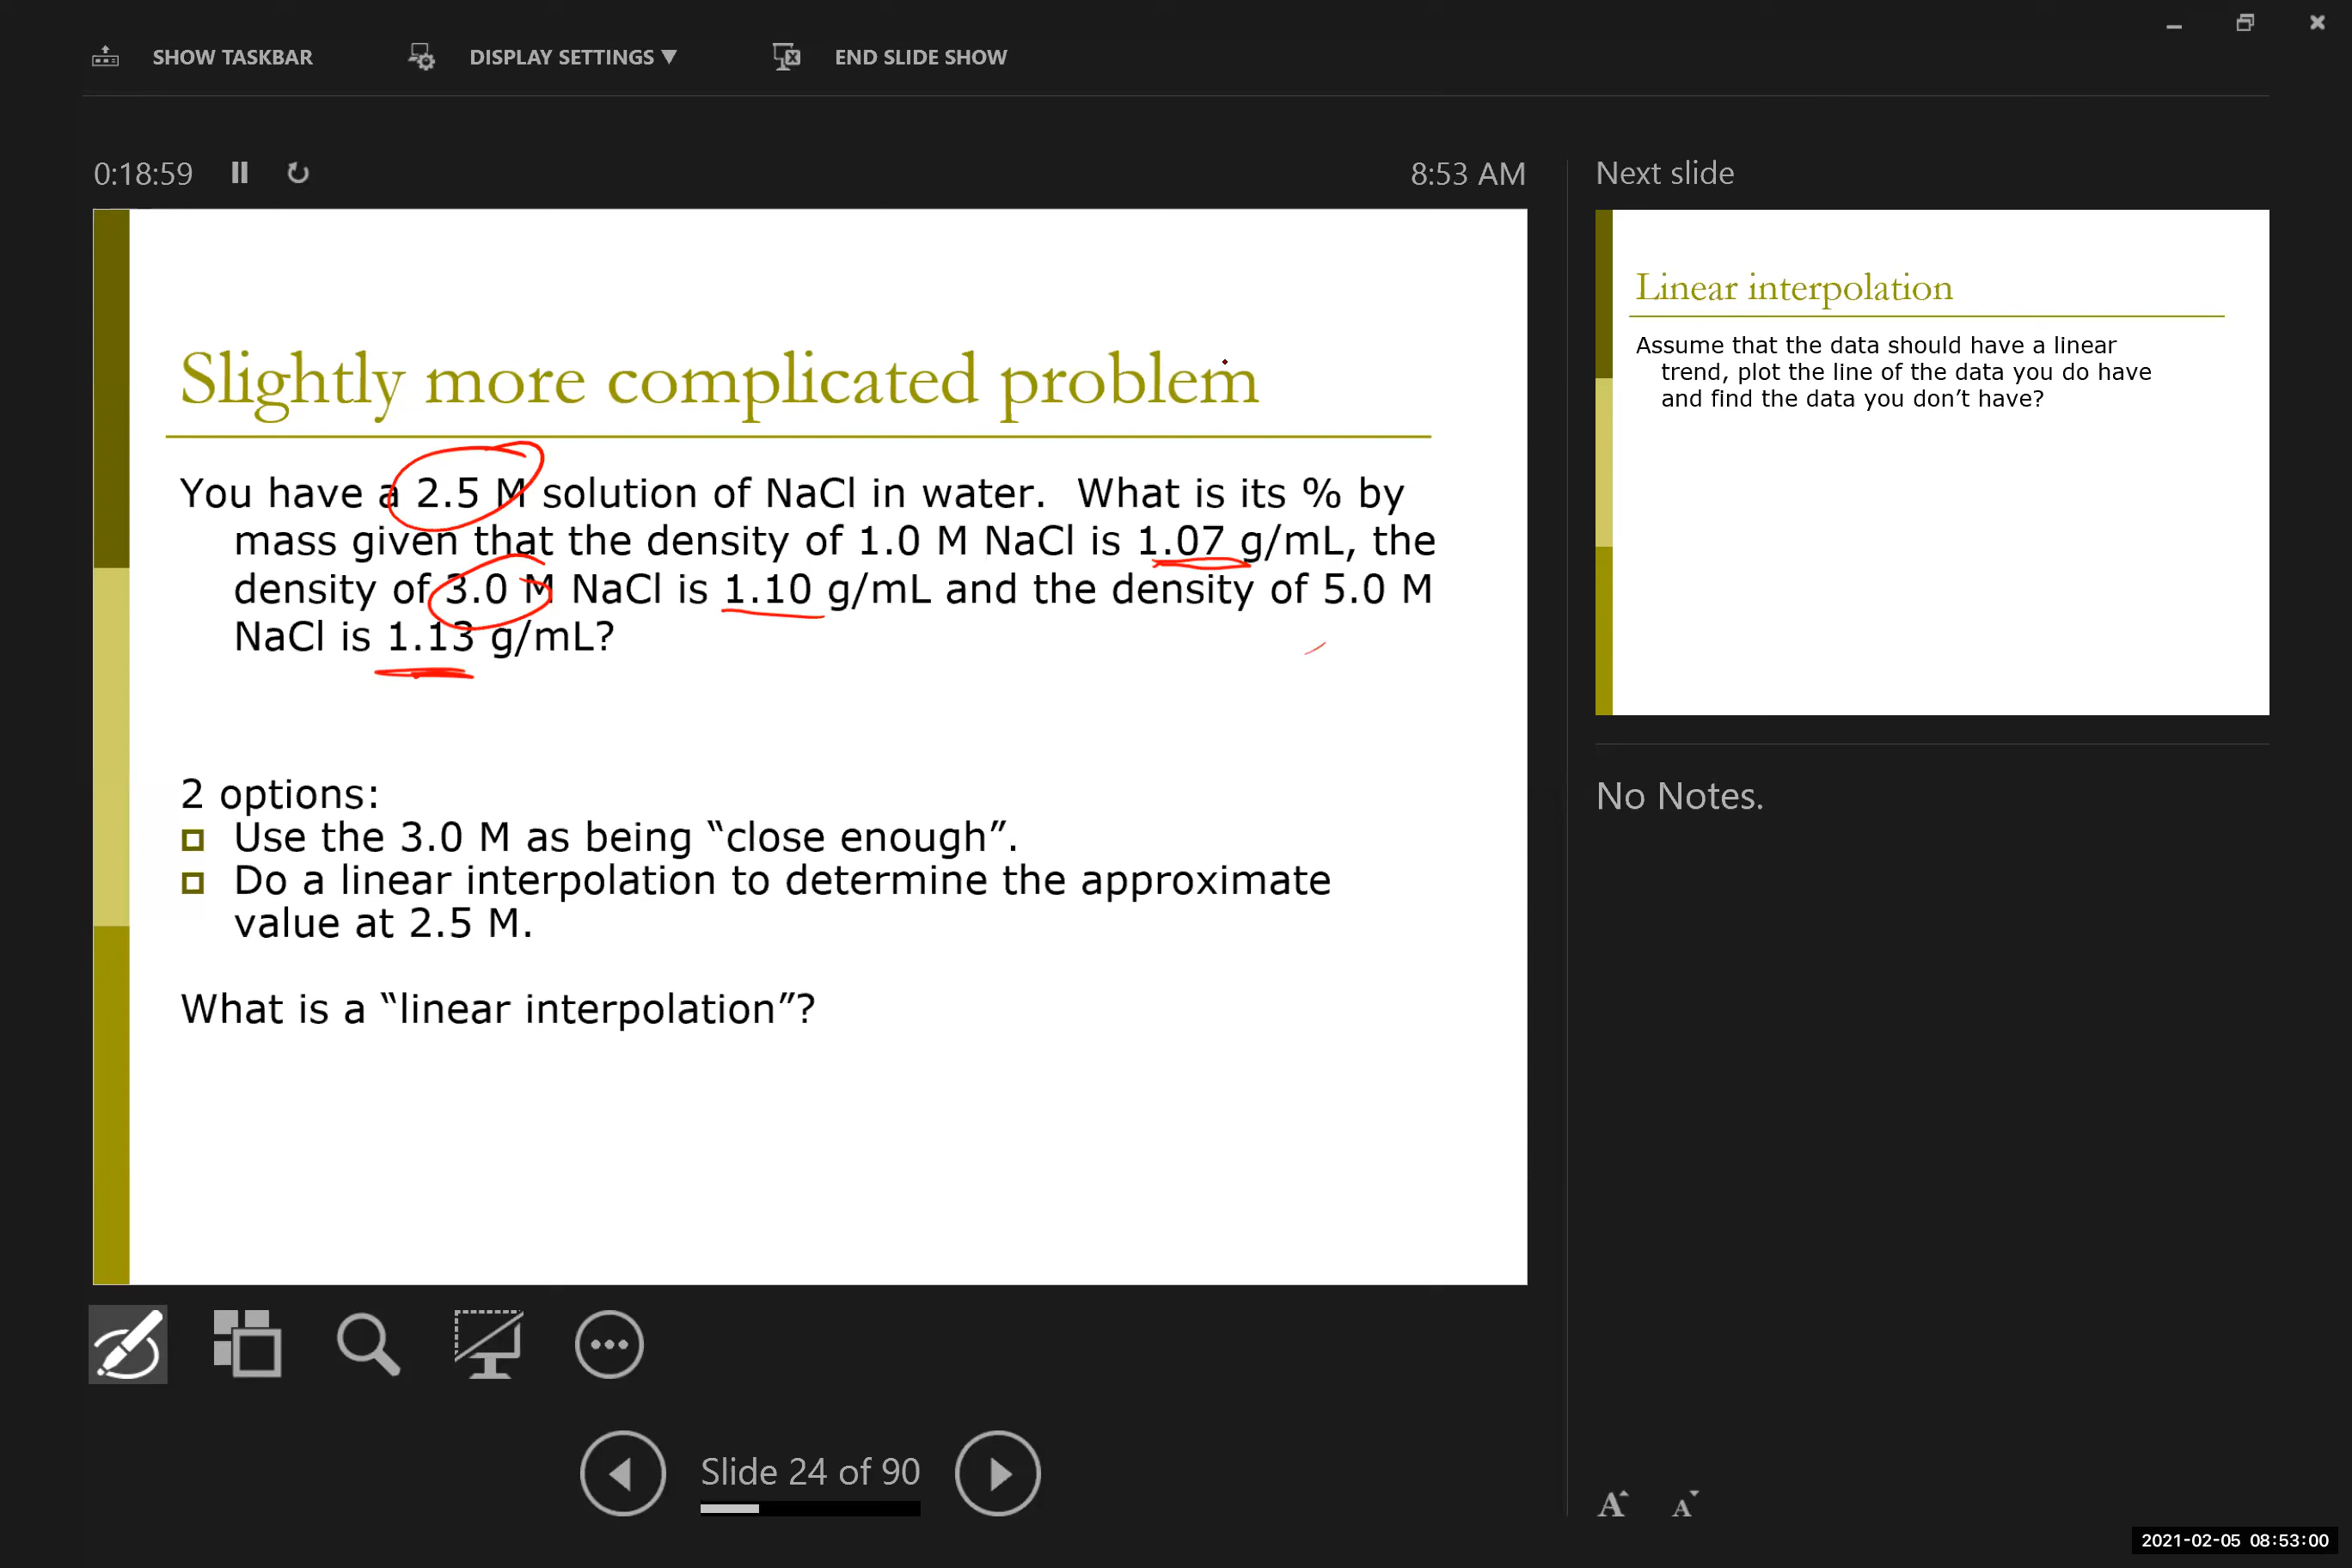 SHOW TASKBAR DISPLAY SETTINGS ▼ END SLIDE SHOW
0:18:59 8:53 AM
Slightly more complicated problem
You have a 2.5 M solution of NaCl in water. What is its % by
mass given that the density of 1.0 M NaCl is 1.07 g/mL, the
density of 3.0 M NaCl is 1.10 g/mL and the density of 5.0 M
NaCl is 1.13 g/mL?
2 options:
Use the 3.0 M as being “close enough”.
Do a linear interpolation to determine the approximate
value at 2.5 M.
What is a “linear interpolation”?
Slide 24 of 90
Next slide
Linear interpolation
Assume that the data should have a linear
trend, plot the line of the data you do have
and find the data you don’t have?
No Notes.
A A
2021-02-05 08:53:00